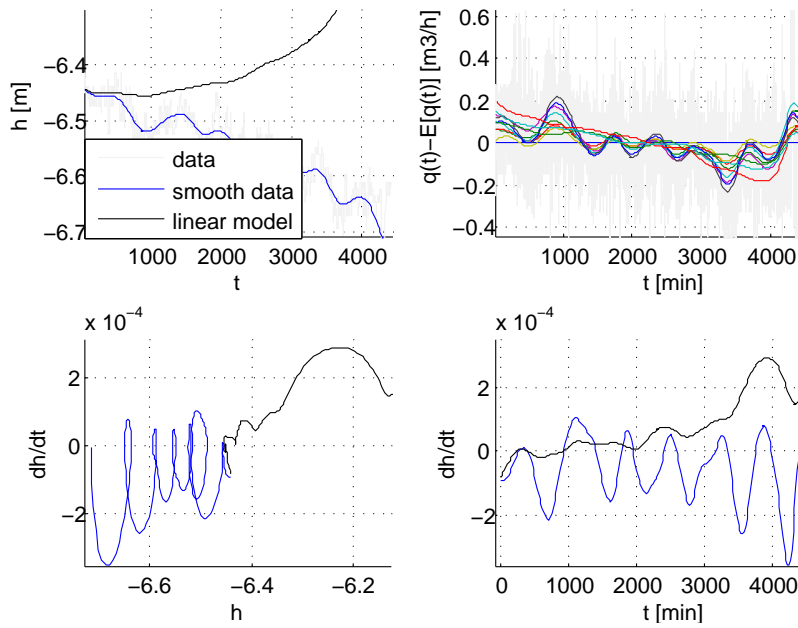 −6.4
−6.5
−6.6
−6.7
h [m]
data
smooth data
linear model
1000 2000 3000 4000
t
0.6
0.4
0.2
0
−0.2
−0.4
q(t)−E[q(t)] [m3/h]
1000 2000 3000 4000
t [min]
x 10^−4
2
0
−2
dh/dt
−6.6 −6.4 −6.2
h
x 10^−4
2
0
−2
dh/dt
0 1000 2000 3000 4000
t [min]